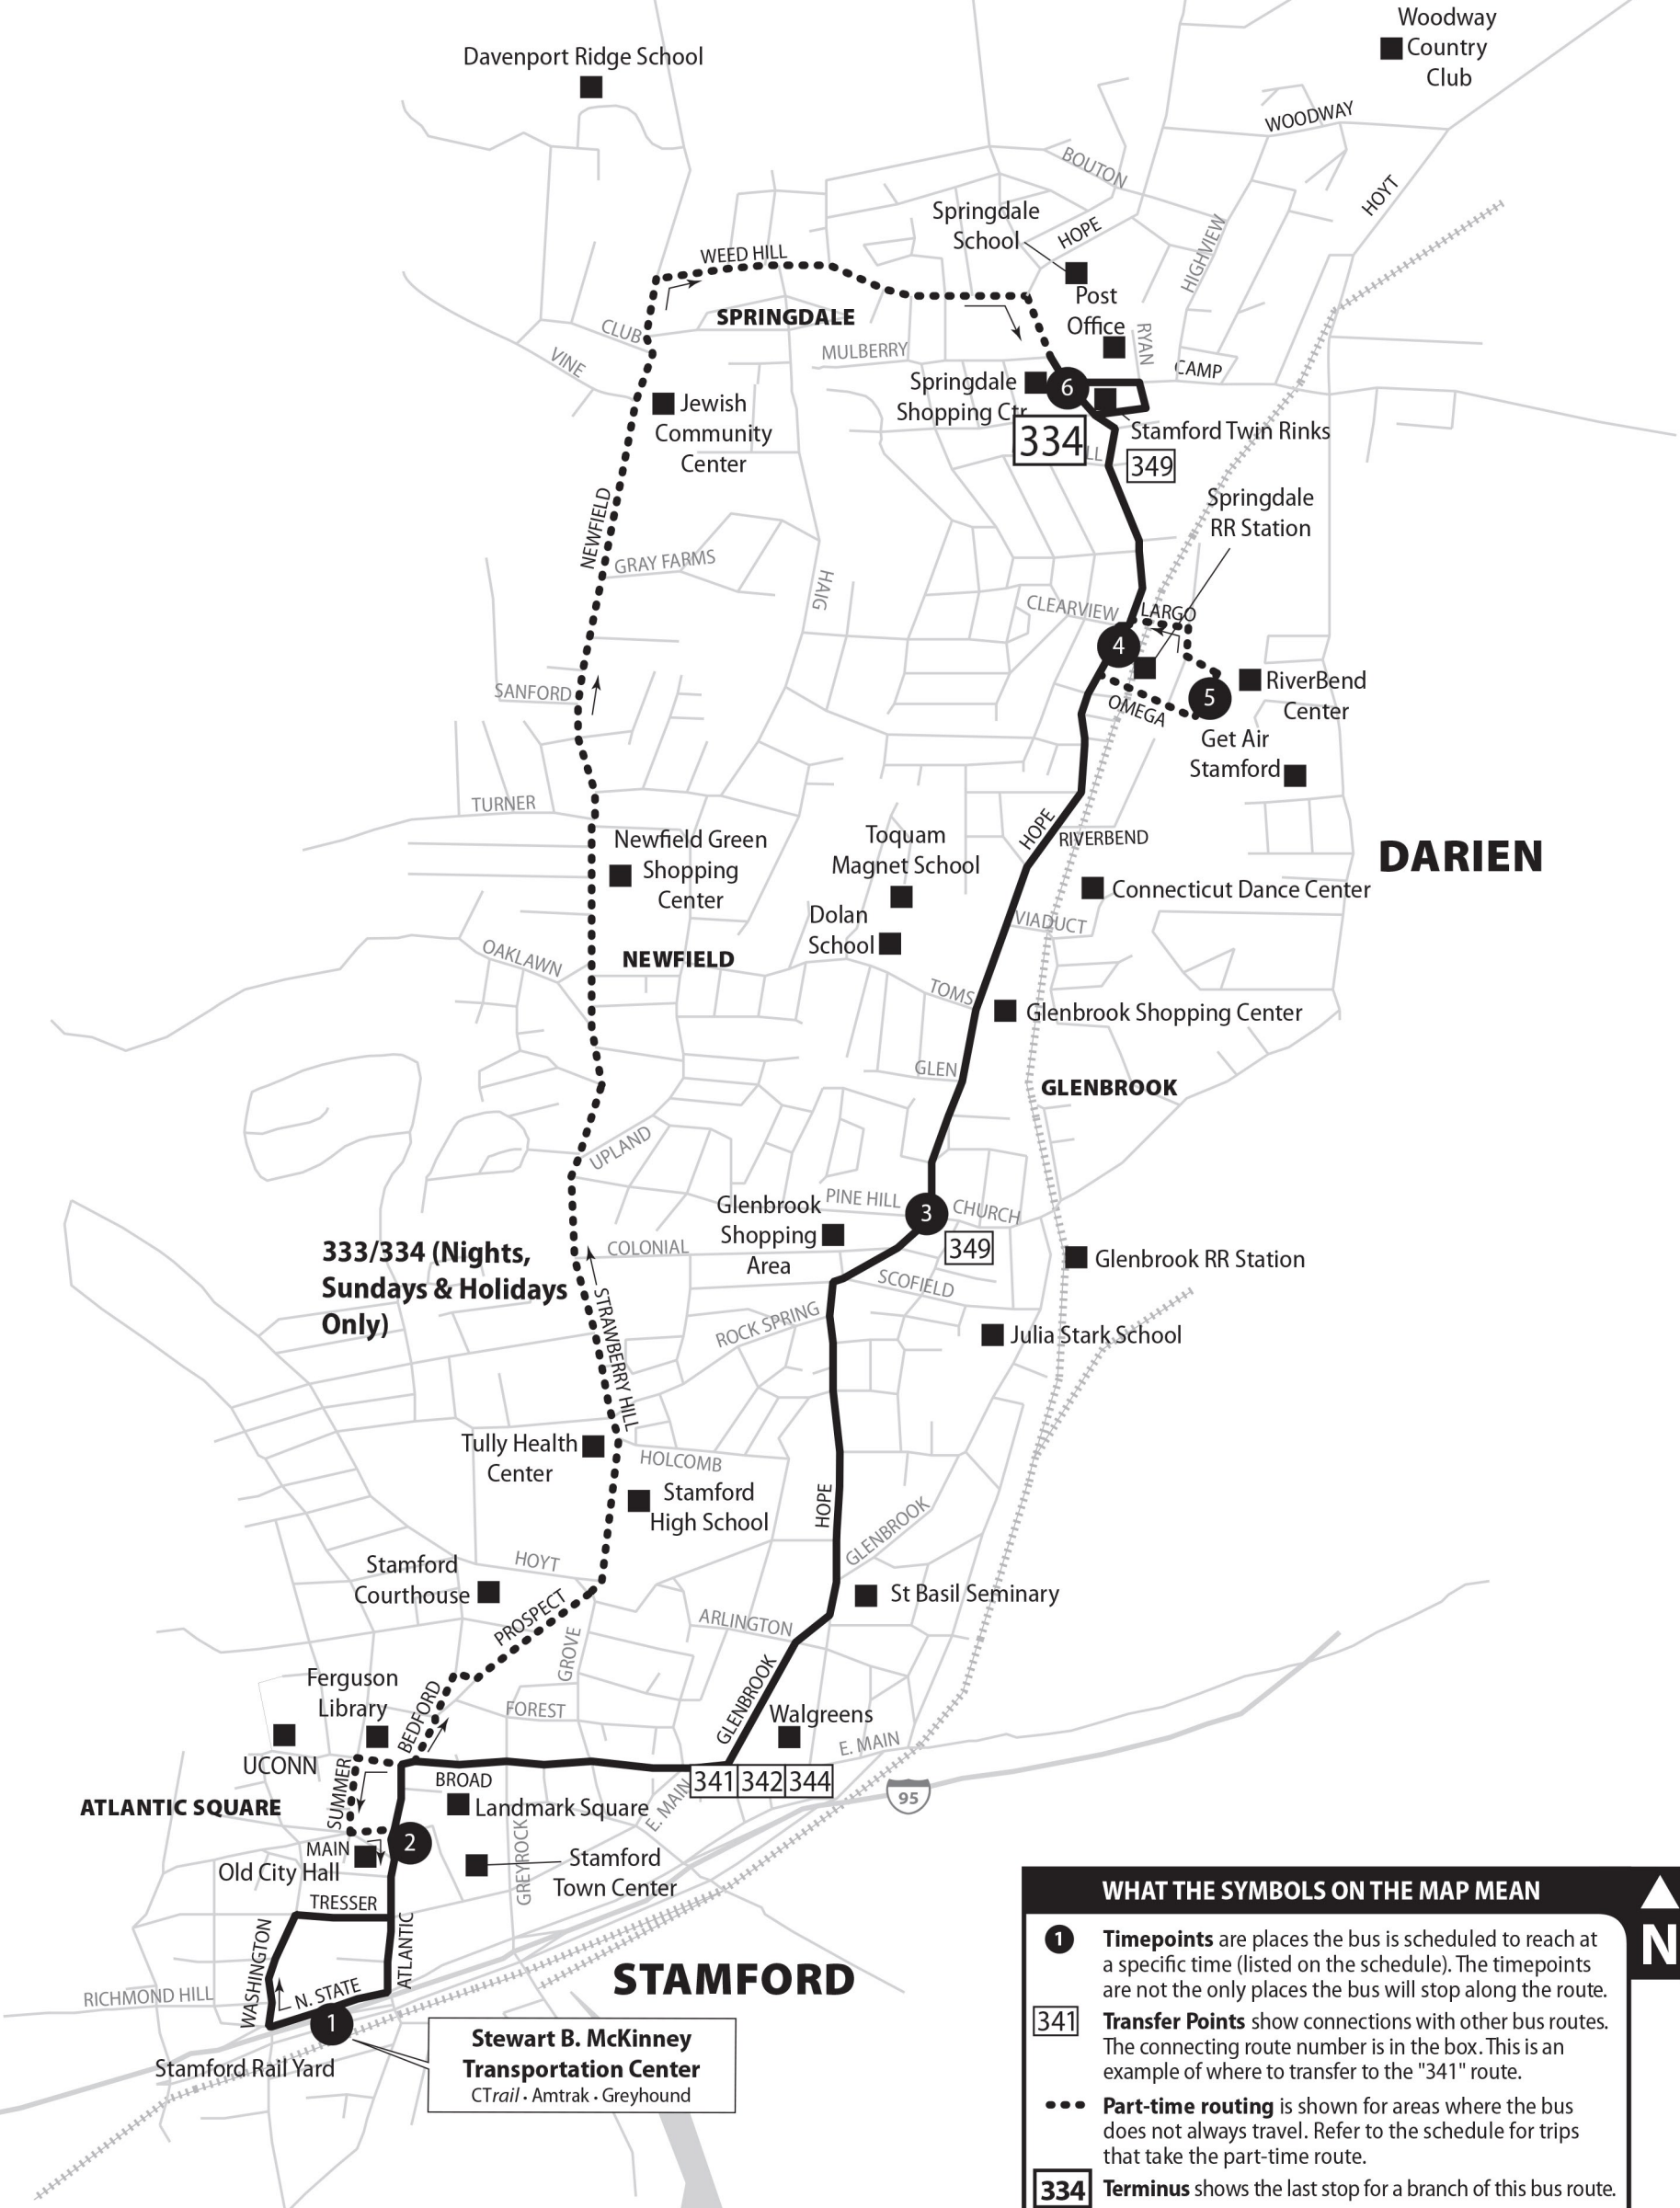 Woodway
Country
Club
Davenport Ridge School
WOODWAY
BOUTON
HOYT
Springdale
School
HOPE
HIGHVIEW
WEED HILL
Post
Office
SPRINGDALE
RYAN
CLUB
MULBERRY
VINE
CAMP
Springdale
Shopping Ctr
6
Jewish
Community
Center
Stamford Twin Rinks
334
LL
349
Springdale
RR Station
NEWFIELD
GRAY FARMS
HAIG
CLEARVIEW
LARGO
4
SANFORD
5
RiverBend
Center
OMEGA
Get Air
Stamford
TURNER
Newfield Green
Shopping
Center
Toquam
Magnet School
HOPE
RIVERBEND
DARIEN
Connecticut Dance Center
Dolan
School
VIADUCT
OAKLAWN
NEWFIELD
TOMS
Glenbrook Shopping Center
GLEN
GLENBROOK
UPLAND
Glenbrook
Shopping
Area
PINE HILL
3
CHURCH
349
333/334 (Nights,
Sundays & Holidays
Only)
COLONIAL
Glenbrook RR Station
SCOFIELD
STRAWBERRY HILL
ROCK SPRING
Julia Stark School
Tully Health
Center
HOLCOMB
Stamford
High School
HOPE
GLENBROOK
Stamford
Courthouse
HOYT
St Basil Seminary
PROSPECT
ARLINGTON
GROVE
Ferguson
Library
BEDFORD
FOREST
GLENBROOK
Walgreens
E. MAIN
UCONN
SUMMER
BROAD
341
342
344
95
ATLANTIC SQUARE
Landmark Square
E. MAIN
MAIN
2
Old City Hall
GREYROCK
Stamford
Town Center
TRESSER
WASHINGTON
ATLANTIC
STAMFORD
RICHMOND HILL
N. STATE
1
Stamford Rail Yard
Stewart B. McKinney
Transportation Center
CTrail • Amtrak • Greyhound
WHAT THE SYMBOLS ON THE MAP MEAN
N
1
Timepoints are places the bus is scheduled to reach at
a specific time (listed on the schedule). The timepoints
are not the only places the bus will stop along the route.
341
Transfer Points show connections with other bus routes.
The connecting route number is in the box. This is an
example of where to transfer to the "341" route.
Part-time routing is shown for areas where the bus
does not always travel. Refer to the schedule for trips
that take the part-time route.
334
Terminus shows the last stop for a branch of this bus route.